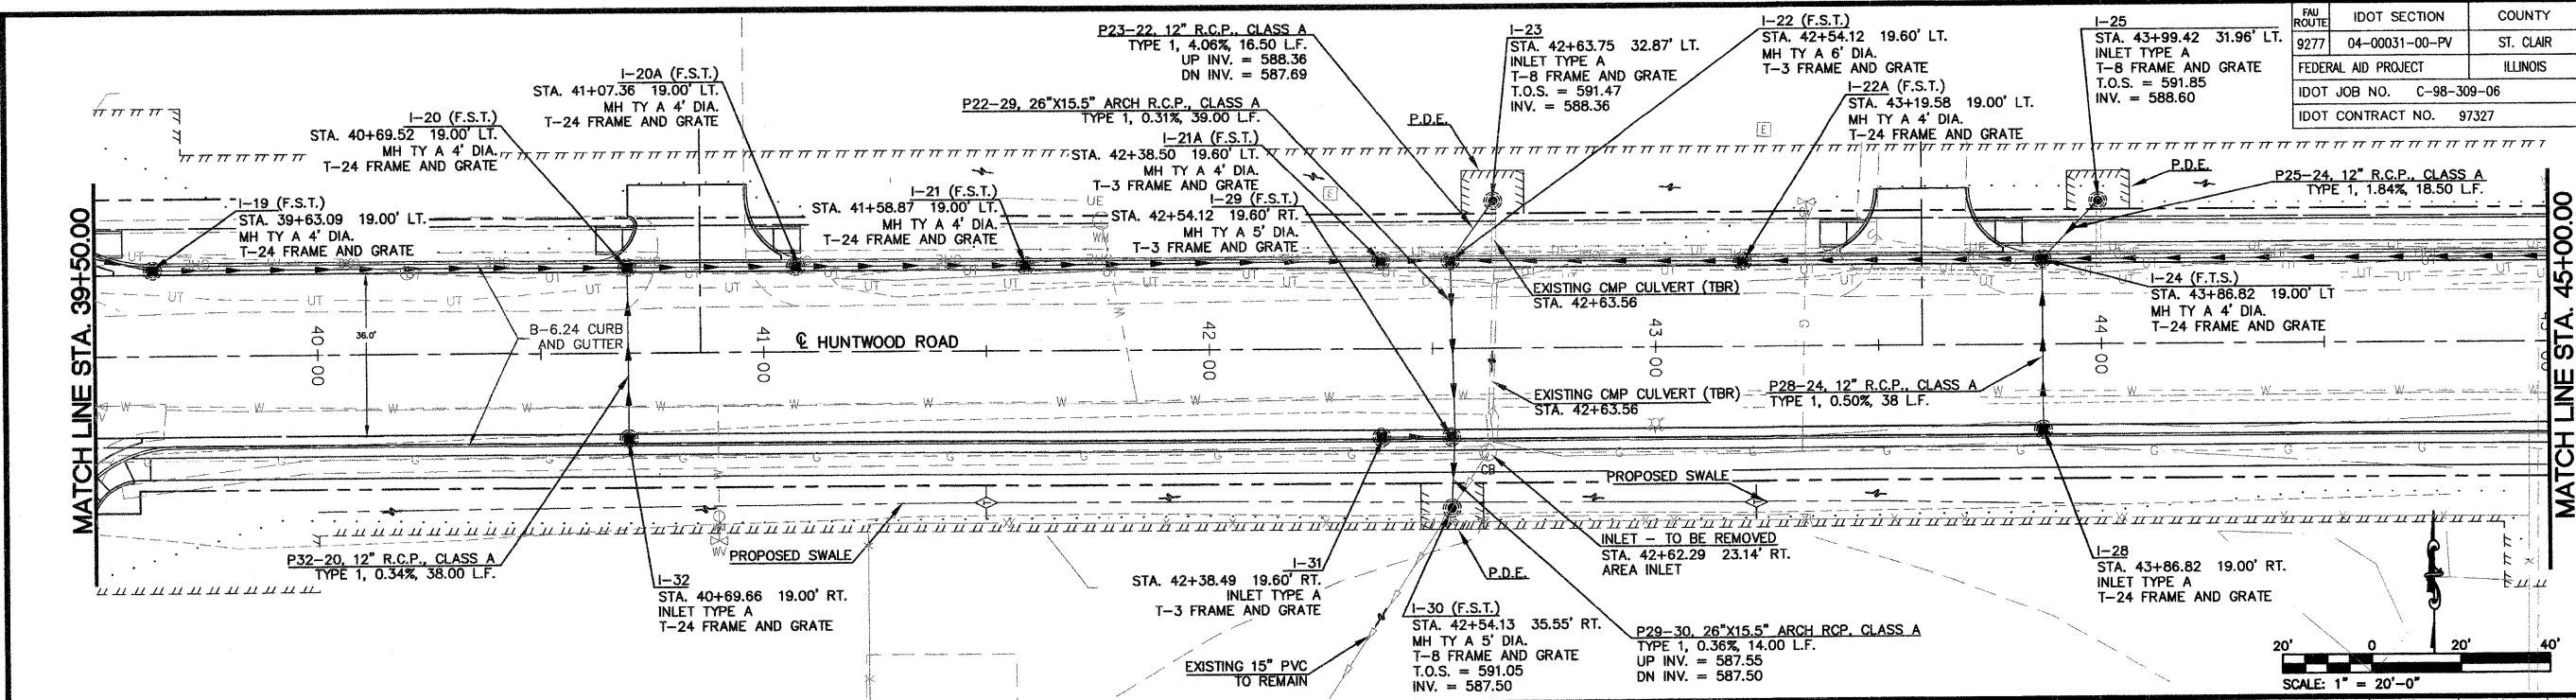 P23-22, 12" R.C.P., CLASS A
TYPE 1, 4.06%, 16.50 L.F.
UP INV. = 588.36
DN INV. = 587.69
I-23
STA. 42+63.75 32.87' LT.
INLET TYPE A
T-8 FRAME AND GRATE
T.O.S. = 591.47
INV. = 588.36
I-22 (F.S.T.)
STA. 42+54.12 19.60' LT.
MH TY A 6' DIA.
T-3 FRAME AND GRATE
I-25
STA. 43+99.42 31.96' LT.
INLET TYPE A
T-8 FRAME AND GRATE
T.O.S. = 591.85
INV. = 588.60
FAU ROUTE IDOT SECTION COUNTY
9277 04-00031-00-PV ST. CLAIR
FEDERAL AID PROJECT ILLINOIS
IDOT JOB NO. C-98-309-06
IDOT CONTRACT NO. 97327
I-20A (F.S.T.)
STA. 41+07.36 19.00' LT.
MH TY A 4' DIA.
T-24 FRAME AND GRATE
I-20 (F.S.T.)
STA. 40+69.52 19.00' LT.
MH TY A 4' DIA.
T-24 FRAME AND GRATE
P22-29, 26"X15.5" ARCH R.C.P., CLASS A
TYPE 1, 0.31%, 39.00 L.F.
I-21A (F.S.T.)
STA. 42+38.50 19.60' LT.
MH TY A 4' DIA.
T-3 FRAME AND GRATE
P.D.E.
I-22A (F.S.T.)
STA. 43+19.58 19.00' LT.
MH TY A 4' DIA.
T-24 FRAME AND GRATE
E
E
P.D.E.
P25-24, 12" R.C.P., CLASS A
TYPE 1, 1.84%, 18.50 L.F.
I-19 (F.S.T.)
STA. 39+63.09 19.00' LT.
MH TY A 4' DIA.
T-24 FRAME AND GRATE
I-21 (F.S.T.)
STA. 41+58.87 19.00' LT.
MH TY A 4' DIA.
T-24 FRAME AND GRATE
UE
WM
I-29 (F.S.T.)
STA. 42+54.12 19.60' RT.
MH TY A 5' DIA.
T-3 FRAME AND GRATE
MATCH LINE STA. 39+50.00
MATCH LINE STA. 45+00.00
UT UT UT UT UT UT UT
EXISTING CMP CULVERT (TBR)
STA. 42+63.56
I-24 (F.T.S.)
STA. 43+86.82 19.00' LT
MH TY A 4' DIA.
T-24 FRAME AND GRATE
36.0'
B-6.24 CURB
AND GUTTER
40+00
41+00
℄ HUNTWOOD ROAD
42+00
43+00
44+00
EXISTING CMP CULVERT (TBR)
STA. 42+63.56
P28-24, 12" R.C.P., CLASS A
TYPE 1, 0.50%, 38 L.F.
W W W W W W W W
G G G G G G G
CB
PROPOSED SWALE
P32-20, 12" R.C.P., CLASS A
TYPE 1, 0.34%, 38.00 L.F.
WV
PROPOSED SWALE
INLET - TO BE REMOVED
STA. 42+62.29 23.14' RT.
AREA INLET
I-32
STA. 40+69.66 19.00' RT.
INLET TYPE A
T-24 FRAME AND GRATE
I-31
STA. 42+38.49 19.60' RT.
INLET TYPE A
T-3 FRAME AND GRATE
P.D.E.
I-28
STA. 43+86.82 19.00' RT.
INLET TYPE A
T-24 FRAME AND GRATE
I-30 (F.S.T.)
STA. 42+54.13 35.55' RT.
MH TY A 5' DIA.
T-8 FRAME AND GRATE
T.O.S. = 591.05
INV. = 587.50
P29-30, 26"X15.5" ARCH RCP, CLASS A
TYPE 1, 0.36%, 14.00 L.F.
UP INV. = 587.55
DN INV. = 587.50
EXISTING 15" PVC
TO REMAIN
20' 0 20' 40'
SCALE: 1" = 20'-0"